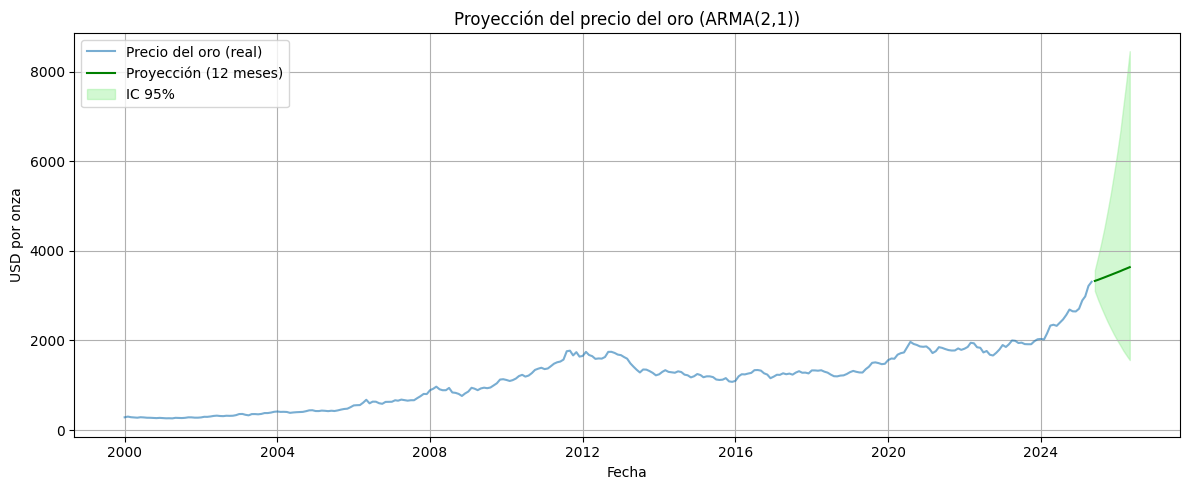 Proyección del precio del oro (ARMA(2,1))
Precio del oro (real)
Proyección (12 meses)
IC 95%
USD por onza
8000
6000
4000
2000
0
2000
2004
2008
2012
2016
2020
2024
Fecha